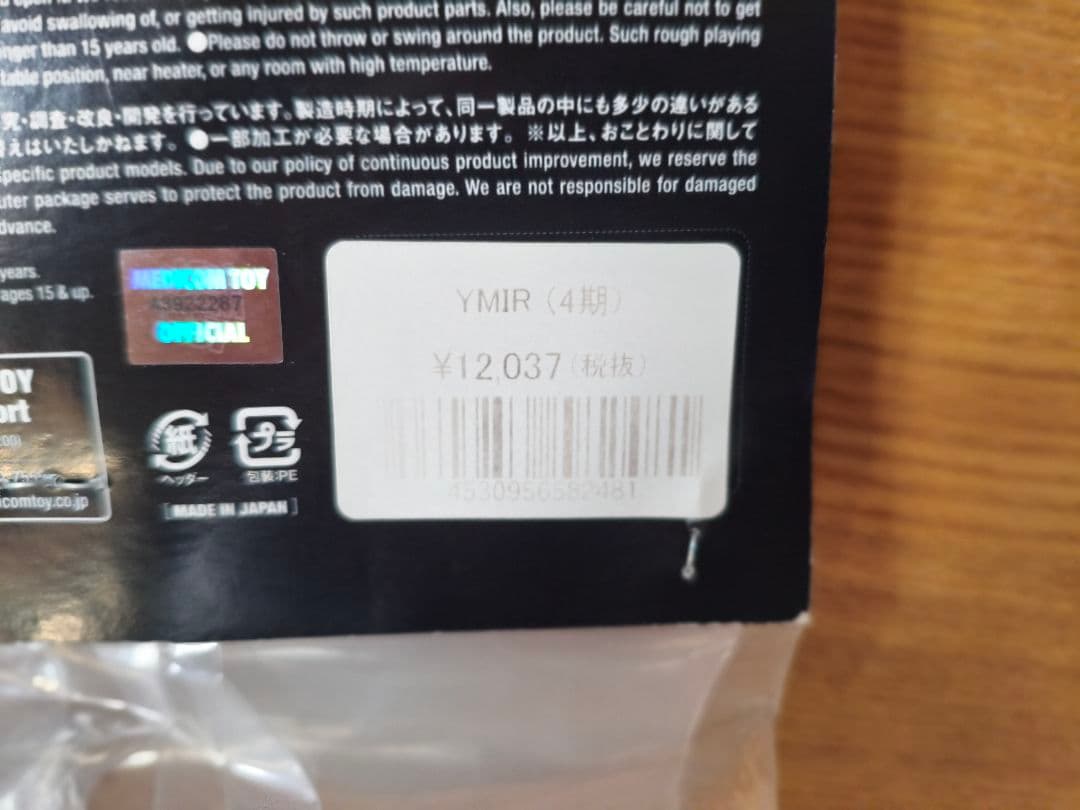 avoid swallowing of, or getting injured by such product parts. Also, please be careful not to get
than 15 years old. ●Please do not throw or swing around the product. Such rough playing
position, near heater, or any room with high temperature.
究・調査・改良・開発を行っています。製造時期によって、同一製品の中にも多少の違いがある
えはいたしかねます。●一部加工が必要な場合があります。※以上、おことわりに関して
specific product models. Due to our policy of continuous product improvement, we reserve the
package serves to protect the product from damage. We are not responsible for damaged
years.
ages 15 & up.
MEDICOM TOY
43922287
OFFICIAL
OY
紙
ヘッダー
プラ
包装:PE
[MADE IN JAPAN]
YMIR (4期)
¥12,037(税抜)
4530956582481